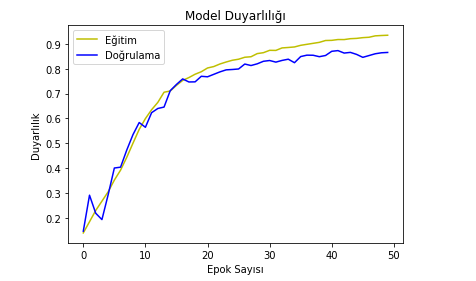 Model Duyarlılığı
Eğitim
Doğrulama
Duyarlılık
0.9
0.8
0.7
0.6
0.5
0.4
0.3
0.2
0 10 20 30 40 50
Epok Sayısı